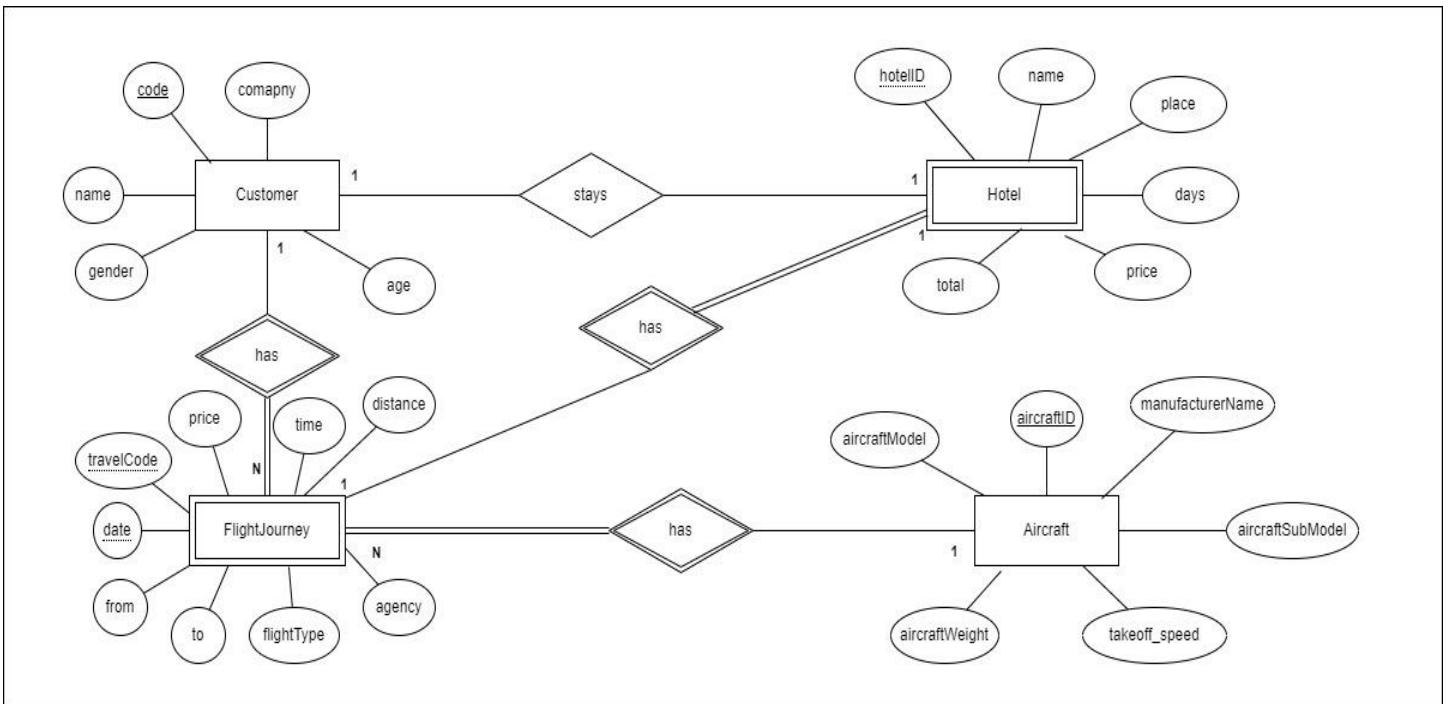 code
comapny
hotelID
name
place
name
Customer
1
stays
1
Hotel
days
gender
1
age
1
total
price
has
has
price
time
distance
aircraftModel
aircraftID
manufacturerName
travelCode
N
1
date
FlightJourney
N
has
1
Aircraft
aircraftSubModel
from
to
flightType
agency
aircraftWeight
takeoff_speed